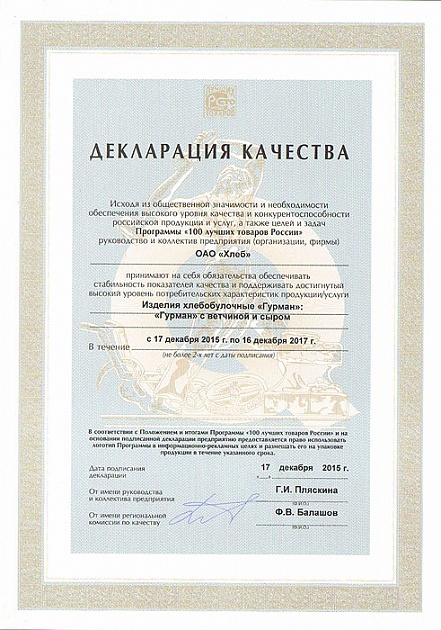 ДЕКЛАРАЦИЯ КАЧЕСТВА
Исходя из общественной значимости и необходимости
обеспечения высокого уровня качества и конкурентоспособности
российской продукции и услуг, а также целей и задач
Программы «100 лучших товаров России»
руководство и коллектив предприятия (организации, фирмы)
ОАО «Хлеб»
принимают на себя обязательства обеспечивать
стабильность показателей качества и поддерживать достигнутый
высокий уровень потребительских характеристик продукции/услуги
Изделия хлебобулочные «Гурман»:
«Гурман» с ветчиной и сыром
с 17 декабря 2015 г. по 16 декабря 2017 г.
В течение
(не более 2-х лет с даты подписания)
В соответствии с Положением и итогами Программы «100 лучших товаров России» и на
основании подписанной декларации предприятию предоставляется право использовать
логотип Программы в информационно-рекламных целях и размещать его на упаковке
продукции в течение указанного срока.
Дата подписания
декларации
17 декабря 2015 г.
От имени руководства
и коллектива предприятия
Г.И. Пляскина
(Ф.И.О.)
От имени региональной
комиссии по качеству
Ф.В. Балашов
(Ф.И.О.)